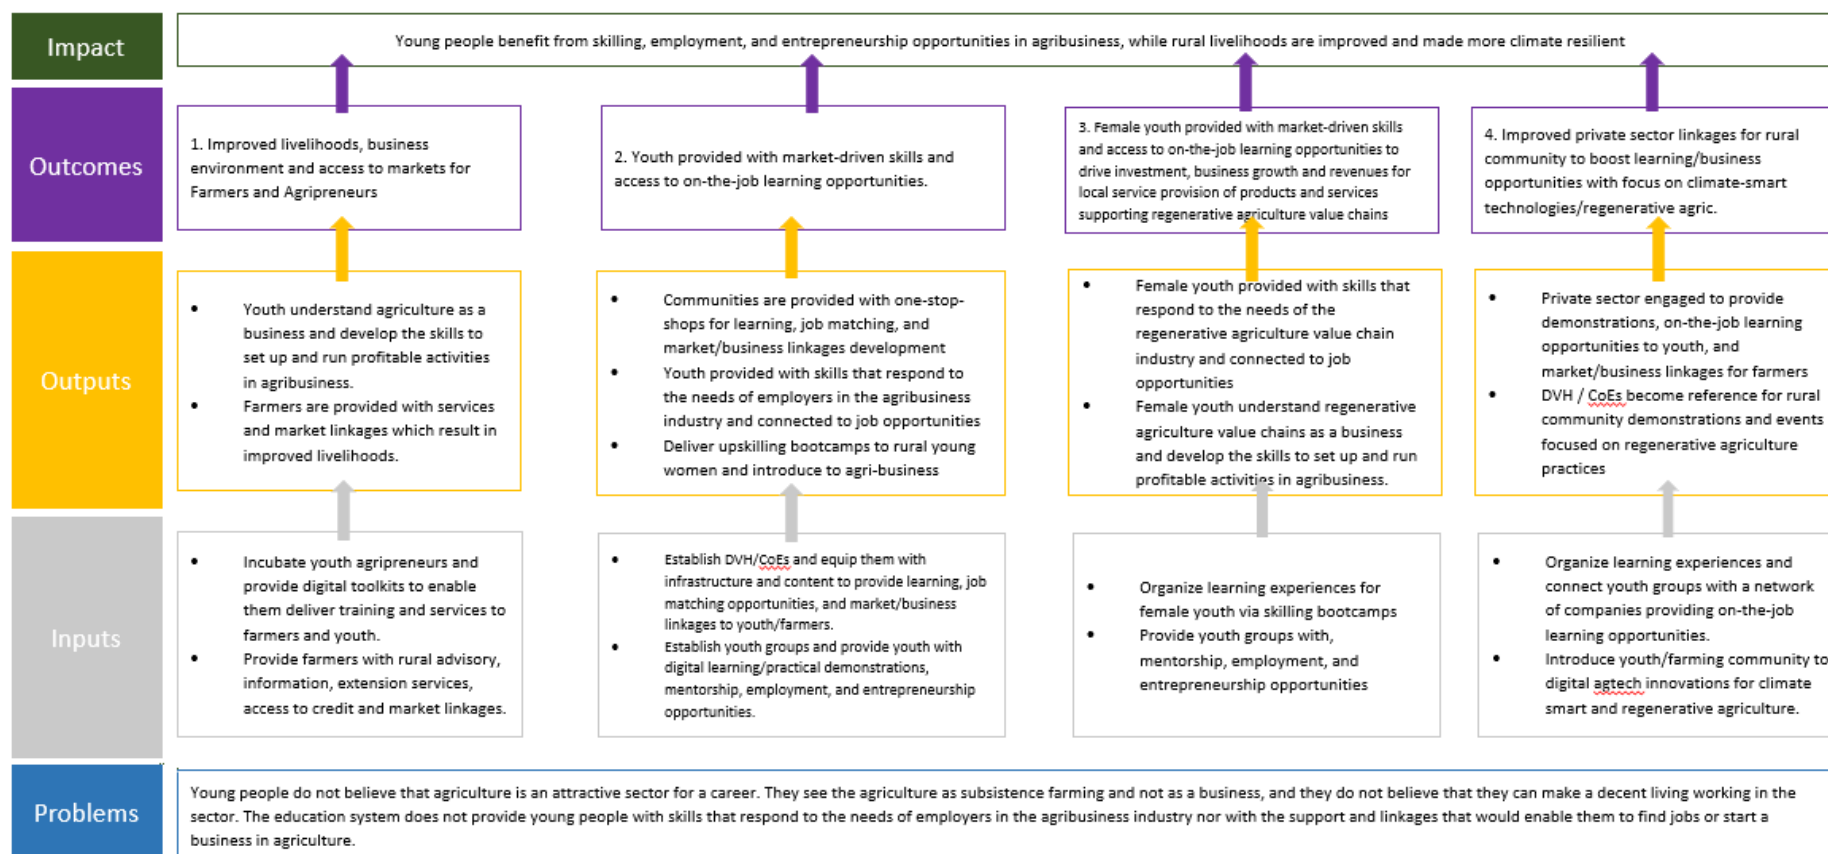 Impact
Young people benefit from skilling, employment, and entrepreneurship opportunities in agribusiness, while rural livelihoods are improved and made more climate resilient
Outcomes
1. Improved livelihoods, business
environment and access to markets for
Farmers and Agripreneurs
2. Youth provided with market-driven skills and
access to on-the-job learning opportunities.
3. Female youth provided with market-driven skills
and access to on-the-job learning opportunities to
drive investment, business growth and revenues for
local service provision of products and services
supporting regenerative agriculture value chains
4. Improved private sector linkages for rural
community to boost learning/business
opportunities with focus on climate-smart
technologies/regenerative agric.
Outputs
• Youth understand agriculture as a
business and develop the skills to
set up and run profitable activities
in agribusiness.
• Farmers are provided with services
and market linkages which result in
improved livelihoods.
• Communities are provided with one-stop-
shops for learning, job matching, and
market/business linkages development
• Youth provided with skills that respond to
the needs of employers in the agribusiness
industry and connected to job opportunities
• Deliver upskilling bootcamps to rural young
women and introduce to agri-business
• Female youth provided with skills that
respond to the needs of the
regenerative agriculture value chain
industry and connected to job
opportunities
• Female youth understand regenerative
agriculture value chains as a business
and develop the skills to set up and run
profitable activities in agribusiness.
• Private sector engaged to provide
demonstrations, on-the-job learning
opportunities to youth, and
market/business linkages for farmers
• DVH / CoEs become reference for rural
community demonstrations and events
focused on regenerative agriculture
practices
Inputs
• Incubate youth agripreneurs and
provide digital toolkits to enable
them deliver training and services to
farmers and youth.
• Provide farmers with rural advisory,
information, extension services,
access to credit and market linkages.
• Establish DVH/CoEs and equip them with
infrastructure and content to provide learning, job
matching opportunities, and market/business
linkages to youth/farmers.
• Establish youth groups and provide youth with
digital learning/practical demonstrations,
mentorship, employment, and entrepreneurship
opportunities.
• Organize learning experiences for
female youth via skilling bootcamps
• Provide youth groups with,
mentorship, employment, and
entrepreneurship opportunities
• Organize learning experiences and
connect youth groups with a network
of companies providing on-the-job
learning opportunities.
• Introduce youth/farming community to
digital agtech innovations for climate
smart and regenerative agriculture.
Problems
Young people do not believe that agriculture is an attractive sector for a career. They see the agriculture as subsistence farming and not as a business, and they do not believe that they can make a decent living working in the
sector. The education system does not provide young people with skills that respond to the needs of employers in the agribusiness industry nor with the support and linkages that would enable them to find jobs or start a
business in agriculture.